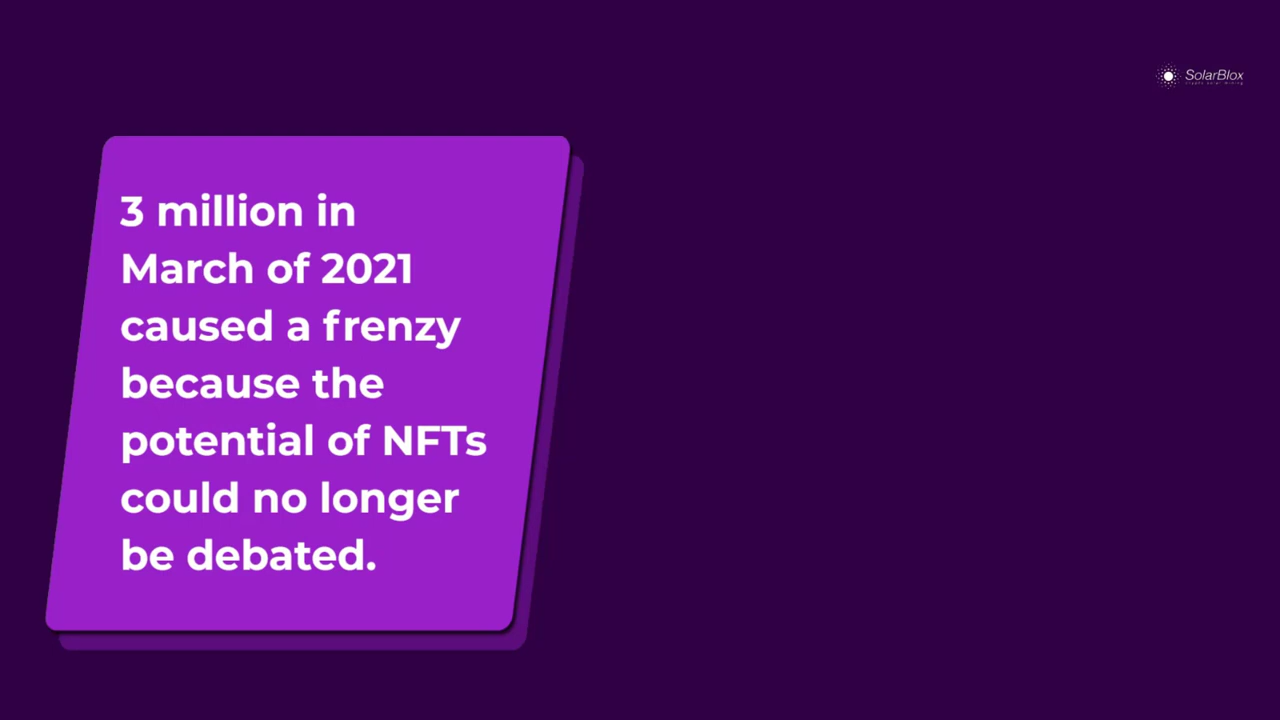 SolarBlox
3 million in
March of 2021
caused a frenzy
because the
potential of NFTs
could no longer
be debated.